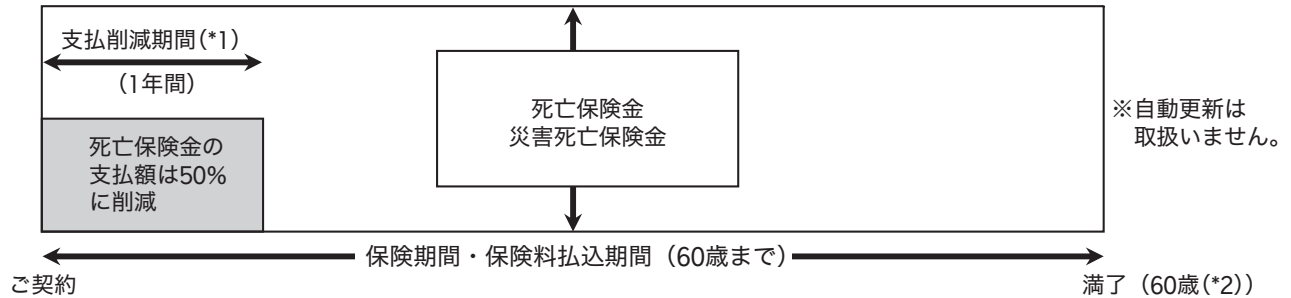 支払削減期間(*1)
(1年間)
死亡保険金の
支払額は50%
に削減
死亡保険金
災害死亡保険金
※自動更新は
取扱いません。
保険期間・保険料払込期間(60歳まで)
ご契約
満了(60歳(*2))